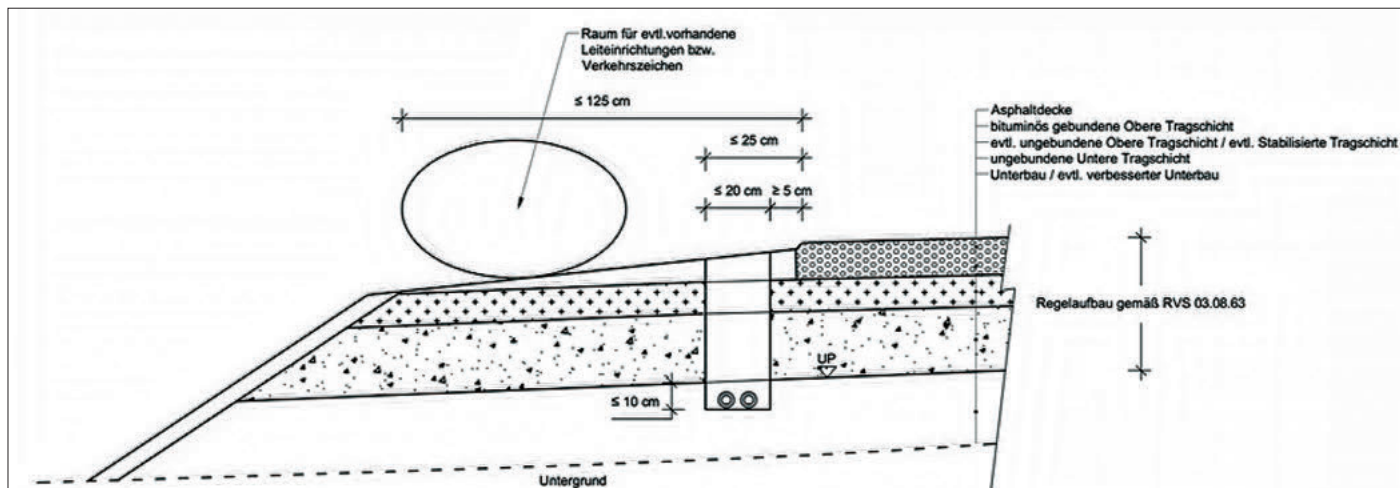 Raum für evtl.vorhandene
Leiteinrichtungen bzw.
Verkehrszeichen
≤ 125 cm
≤ 25 cm
≤ 20 cm
≥ 5 cm
Asphaltdecke
bituminös gebundene Obere Tragschicht
evtl. ungebundene Obere Tragschicht / evtl. Stabilisierte Tragschicht
ungebundene Untere Tragschicht
Unterbau / evtl. verbesserter Unterbau
Regelaufbau gemäß RVS 03.08.63
UP
≤ 10 cm
Untergrund